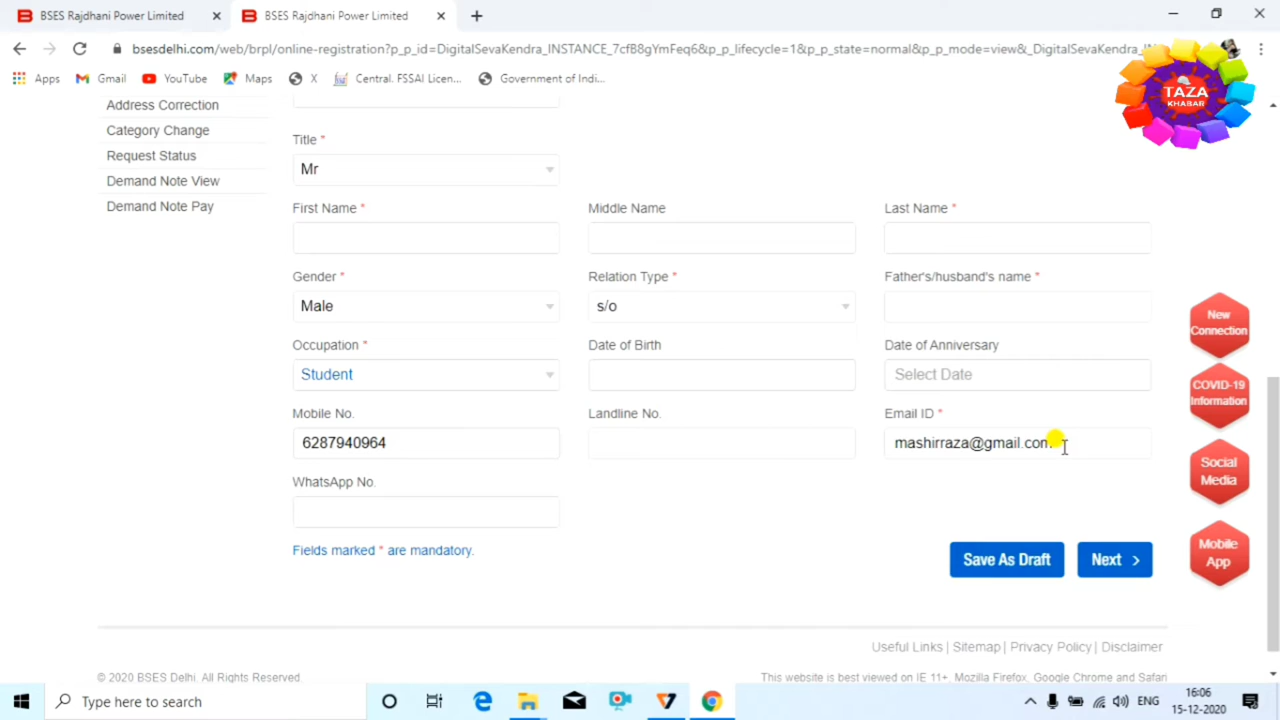 BSES Rajdhani Power Limited
BSES Rajdhani Power Limited
bsesdelhi.com/web/brpl/online-registration?p_p_id=DigitalSevaKendra_INSTANCE_7cfB8gYmFeq6&p_p_lifecycle=1&p_p_state=normal&p_p_mode=view&_DigitalSevaKendra_
Apps
Gmail
YouTube
Maps
X
Central. FSSAI Licen...
Government of Indi...
TAZA
KHABAR
Address Correction
Category Change
Request Status
Demand Note View
Demand Note Pay
Title *
Mr
First Name *
Middle Name
Last Name *
Gender *
Relation Type *
Father's/husband's name *
Male
s/o
Occupation *
Date of Birth
Date of Anniversary
Student
Select Date
Mobile No.
Landline No.
Email ID *
6287940964
mashirraza@gmail.com
WhatsApp No.
Fields marked * are mandatory.
Save As Draft
Next >
New
Connection
COVID-19
Information
Social
Media
Mobile
App
Useful Links | Sitemap | Privacy Policy | Disclaimer
© 2020 BSES Delhi. All Rights Reserved.
This website is best viewed on IE 11+, Mozilla Firefox, Google Chrome and Safari
Type here to search
ENG
16:06
15-12-2020